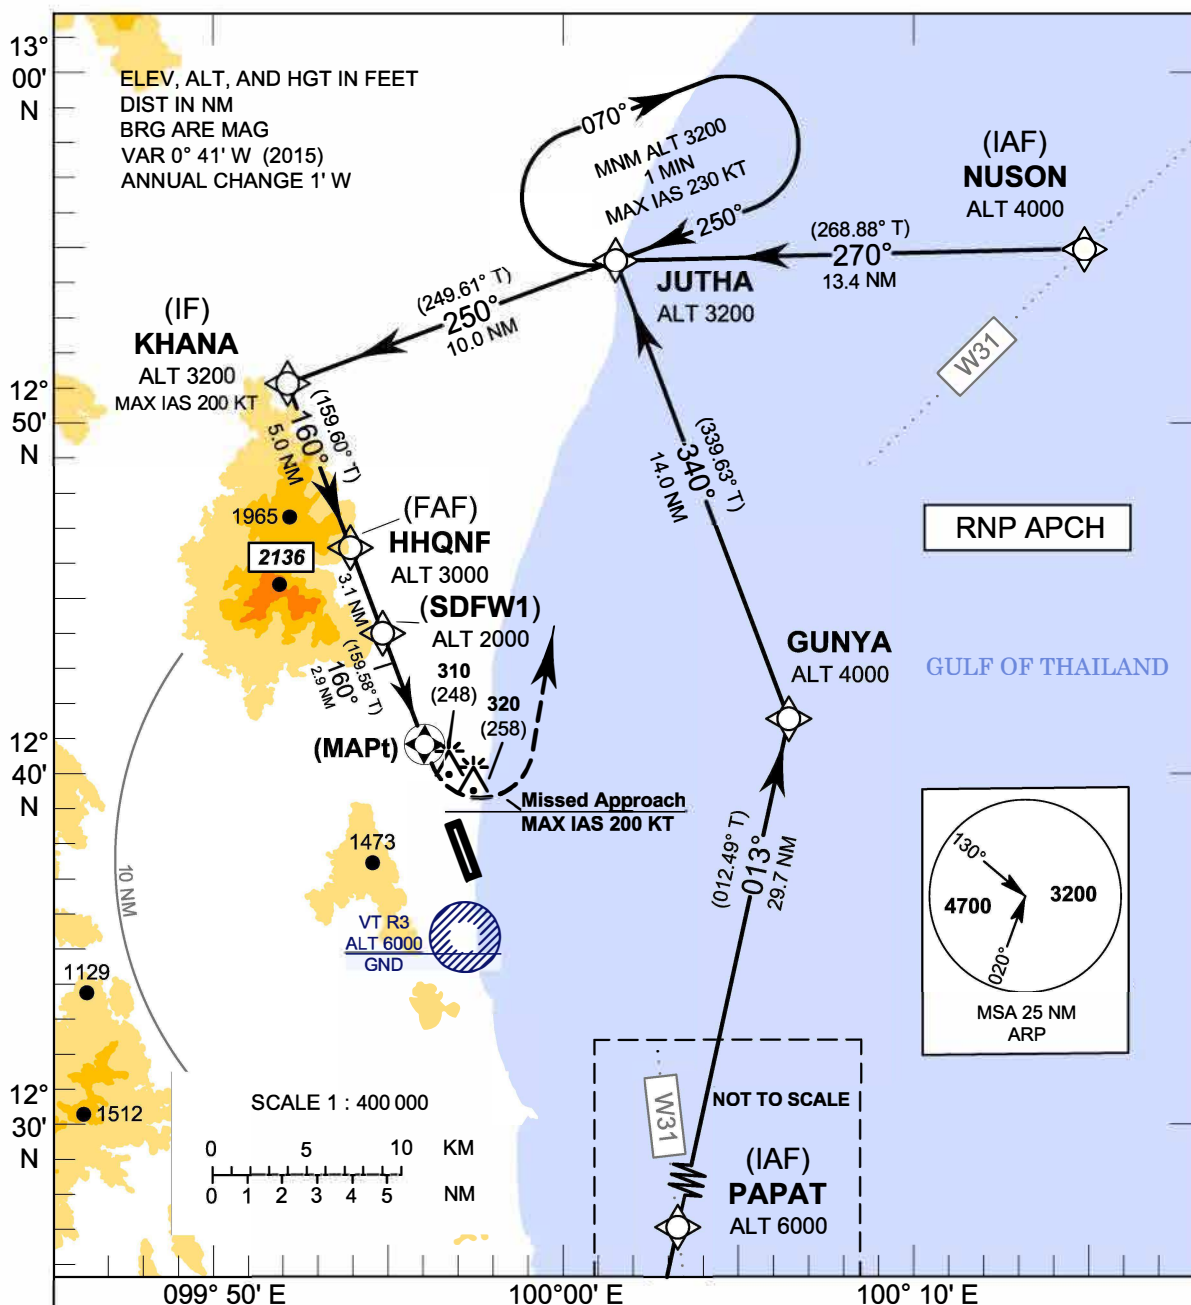 13°
00'
N
ELEV, ALT, AND HGT IN FEET
DIST IN NM
BRG ARE MAG
VAR 0° 41' W (2015)
ANNUAL CHANGE 1' W
070°
MNM ALT 3200
1 MIN
MAX IAS 230 KT
250°
(IAF)
NUSON
ALT 4000
(268.88° T)
270°
13.4 NM
JUTHA
ALT 3200
(249.61° T)
250°
10.0 NM
(IF)
KHANA
ALT 3200
MAX IAS 200 KT
W31
12°
50'
N
(159.60° T)
160°
5.0 NM
(339.63° T)
340°
14.0 NM
1965
2136
(FAF)
HHQNF
ALT 3000
RNP APCH
3.1 NM
(SDFW1)
ALT 2000
GUNYA
ALT 4000
GULF OF THAILAND
(159.58° T)
160°
2.9 NM
310
(248)
320
(258)
(MAPt)
12°
40'
N
Missed Approach
MAX IAS 200 KT
1473
(012.49° T)
013°
29.7 NM
130°
4700
3200
020°
MSA 25 NM
ARP
10 NM
VT R3
ALT 6000
GND
1129
1512
12°
30'
N
SCALE 1 : 400 000
0 5 10 KM
0 1 2 3 4 5 NM
W31
NOT TO SCALE
(IAF)
PAPAT
ALT 6000
099° 50' E
100° 00' E
100° 10' E